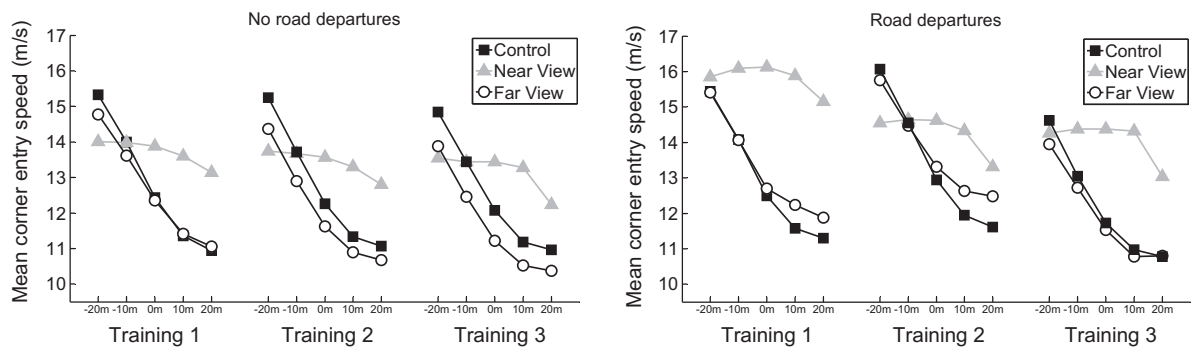 No road departures
Mean corner entry speed (m/s)
17
16
15
14
13
12
11
10
Control
Near View
Far View
-20m -10m 0m 10m 20m -20m -10m 0m 10m 20m -20m -10m 0m 10m 20m
Training 1 Training 2 Training 3
Road departures
Mean corner entry speed (m/s)
17
16
15
14
13
12
11
10
Control
Near View
Far View
-20m -10m 0m 10m 20m -20m -10m 0m 10m 20m -20m -10m 0m 10m 20m
Training 1 Training 2 Training 3